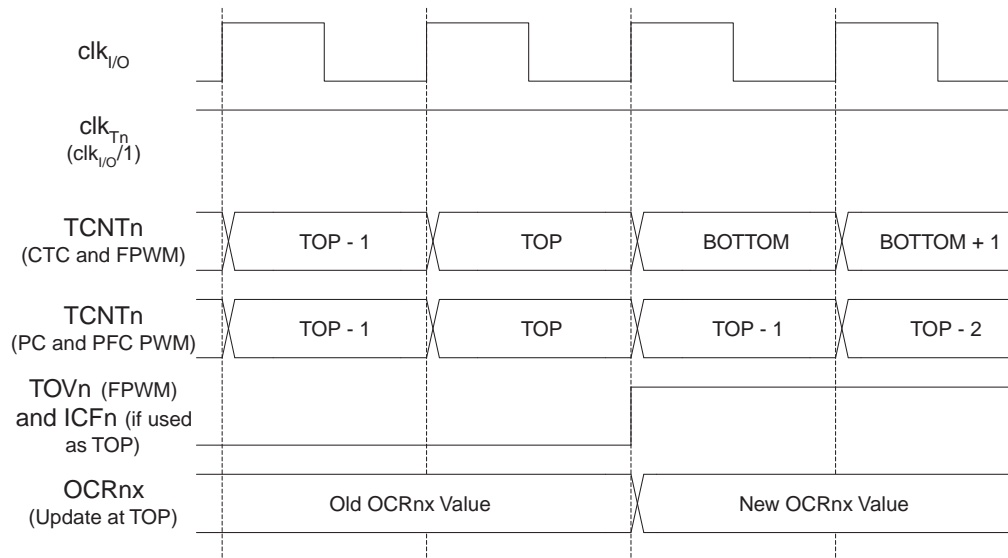 clkI/O
clkTn
(clkI/O/1)
TCNTn
(CTC and FPWM)
TOP - 1
TOP
BOTTOM
BOTTOM + 1
TCNTn
(PC and PFC PWM)
TOP - 1
TOP
TOP - 1
TOP - 2
TOVn (FPWM)
and ICFn (if used
as TOP)
OCRnx
(Update at TOP)
Old OCRnx Value
New OCRnx Value